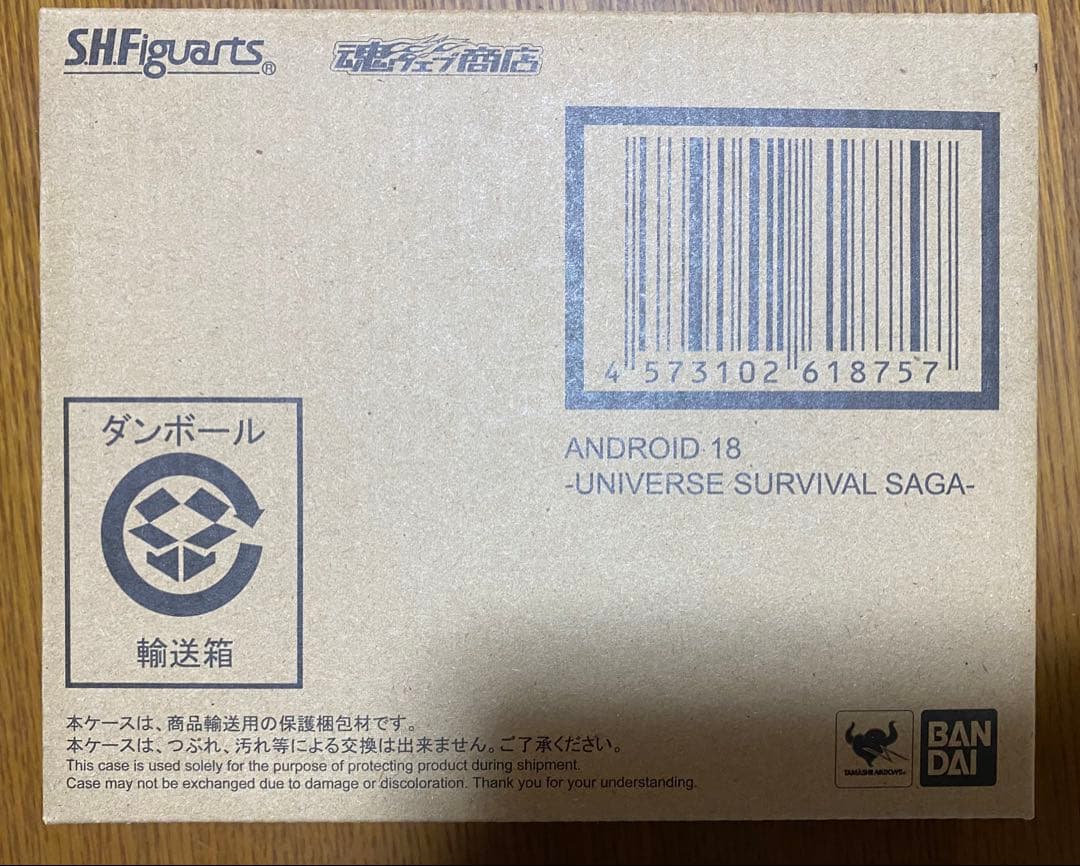 S.H.Figuarts®
魂ウェブ商店
4 573102 618757
ANDROID 18
-UNIVERSE SURVIVAL SAGA-
ダンボール
輸送箱
本ケースは、商品輸送用の保護梱包材です。
本ケースは、つぶれ、汚れ等による交換は出来ません。ご了承ください。
This case is used solely for the purpose of protecting product during shipment.
Case may not be exchanged due to damage or discoloration. Thank you for your understanding.
TAMASHII NATIONS
BAN
DAI